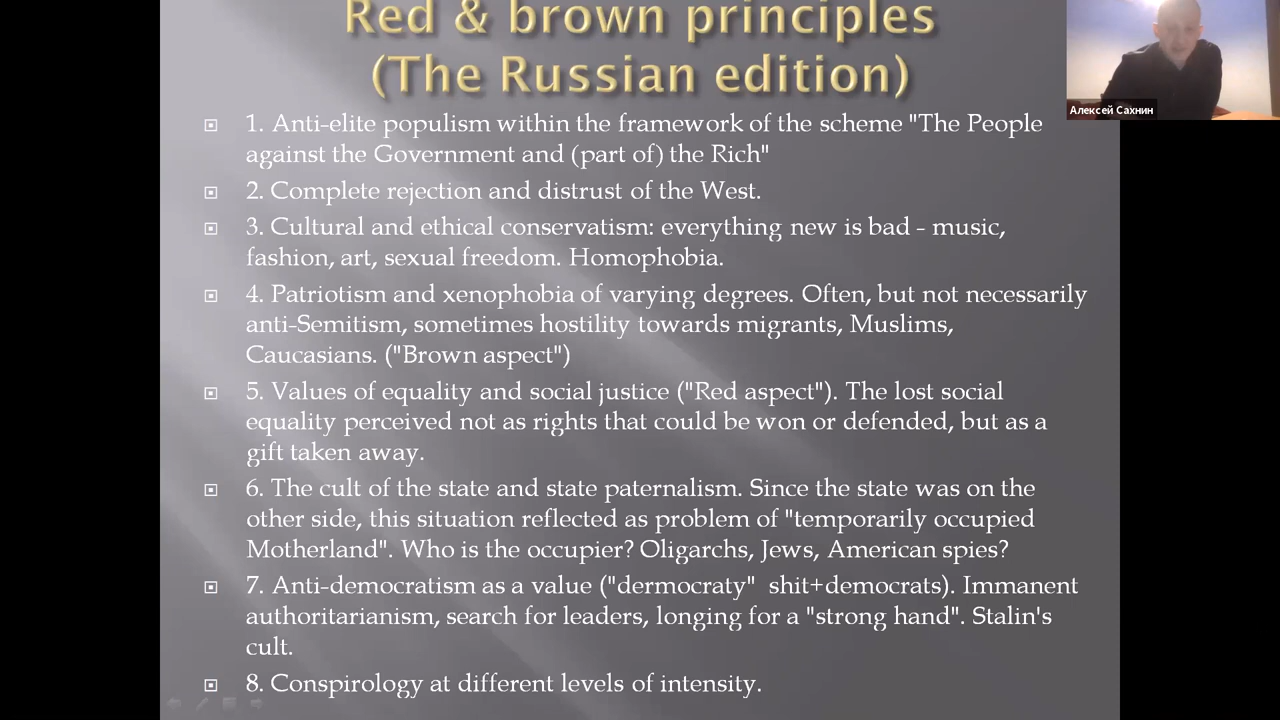 Red & brown principles
(The Russian edition)
Алексей Сахнин
1. Anti-elite populism within the framework of the scheme "The People
against the Government and (part of) the Rich"
2. Complete rejection and distrust of the West.
3. Cultural and ethical conservatism: everything new is bad - music,
fashion, art, sexual freedom. Homophobia.
4. Patriotism and xenophobia of varying degrees. Often, but not necessarily
anti-Semitism, sometimes hostility towards migrants, Muslims,
Caucasians. ("Brown aspect")
5. Values of equality and social justice ("Red aspect"). The lost social
equality perceived not as rights that could be won or defended, but as a
gift taken away.
6. The cult of the state and state paternalism. Since the state was on the
other side, this situation reflected as problem of "temporarily occupied
Motherland". Who is the occupier? Oligarchs, Jews, American spies?
7. Anti-democratism as a value ("dermocraty" shit+democrats). Immanent
authoritarianism, search for leaders, longing for a "strong hand". Stalin's
cult.
8. Conspirology at different levels of intensity.